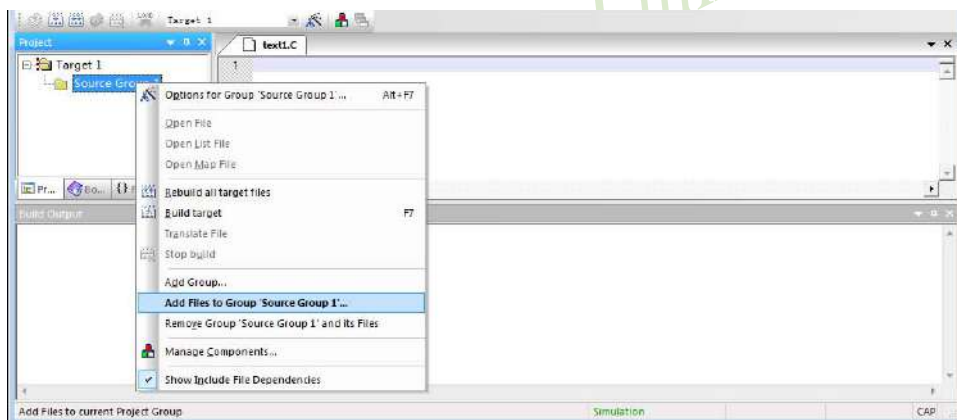 Target 1
Project
text1.C
Target 1
1
Source Group 1
Options for Group 'Source Group 1'... Alt+F7
Open File
Open List File
Open Map File
Rebuild all target files
Build target F7
Translate File
Stop build
Add Group...
Add Files to Group 'Source Group 1'...
Remove Group 'Source Group 1' and its Files
Manage Components...
Show Include File Dependencies
Pr...
Bo...
{}
Build Output
Add Files to current Project Group
Simulation
CAP